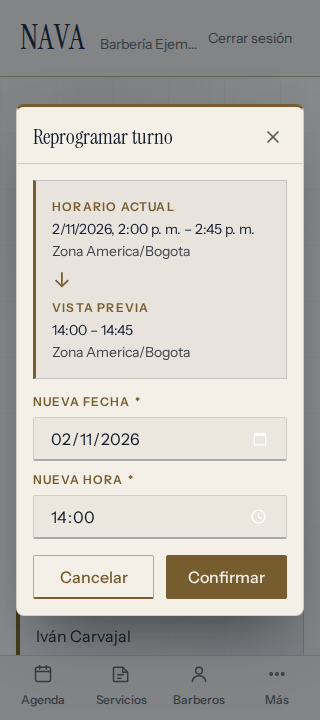 NAVA
Barbería Ejem...
Cerrar sesión
Reprogramar turno
HORARIO ACTUAL
2/11/2026, 2:00 p. m. – 2:45 p. m.
Zona America/Bogota
VISTA PREVIA
14:00 – 14:45
Zona America/Bogota
NUEVA FECHA *
02/11/2026
NUEVA HORA *
14:00
Cancelar
Confirmar
Iván Carvajal
Agenda
Servicios
Barberos
Más